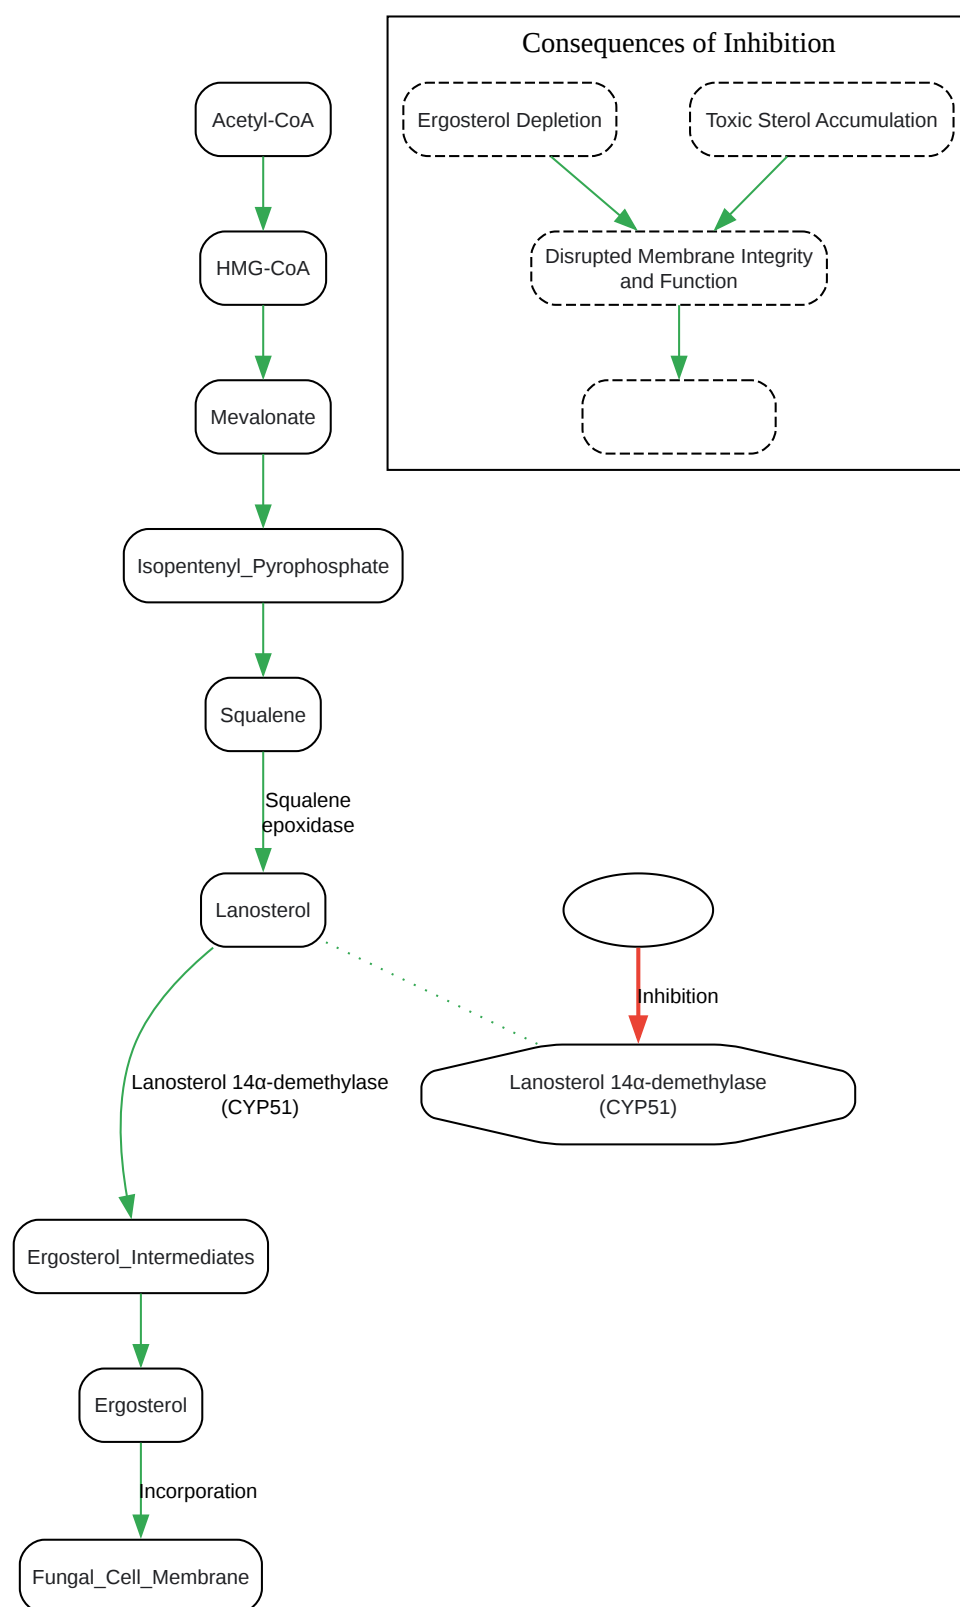 Consequences of Inhibition
Acetyl-CoA
Ergosterol Depletion
Toxic Sterol Accumulation
HMG-CoA
Disrupted Membrane Integrity
and Function
Mevalonate
Isopentenyl_Pyrophosphate
Squalene
Squalene
epoxidase
Lanosterol
Inhibition
Lanosterol 14α-demethylase
(CYP51)
Lanosterol 14α-demethylase
(CYP51)
Ergosterol_Intermediates
Ergosterol
Incorporation
Fungal_Cell_Membrane